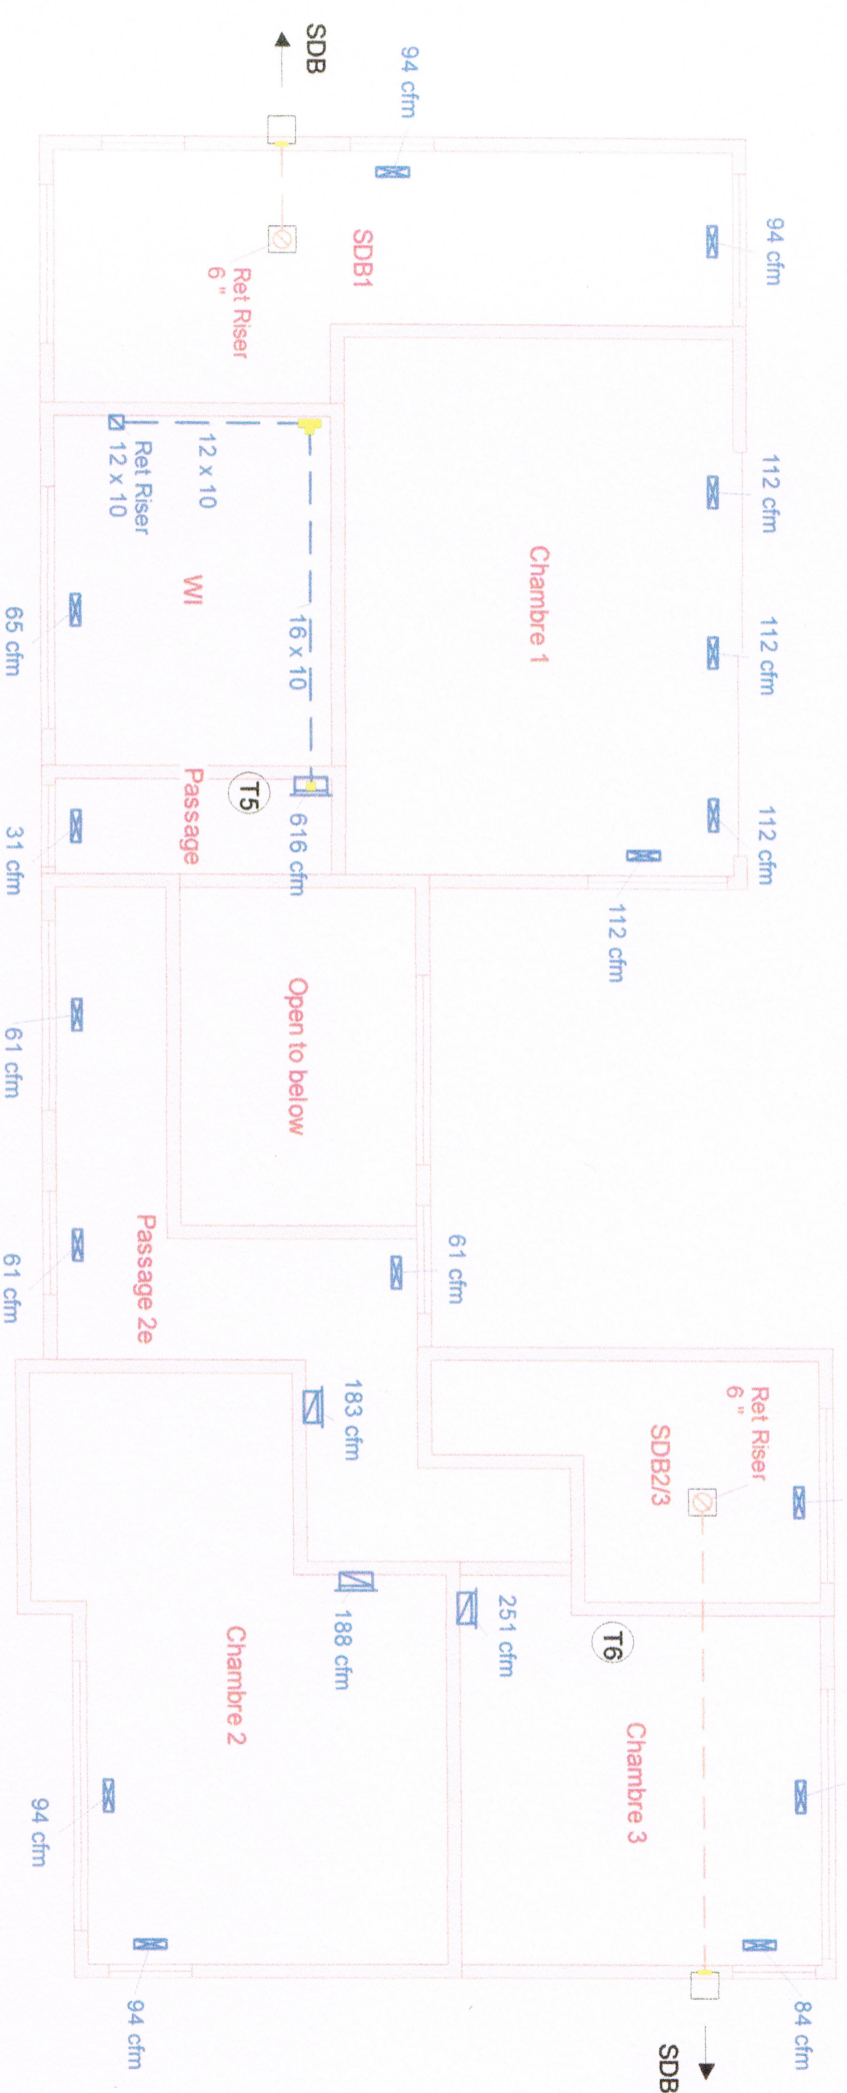 SDB
94 cfm
94 cfm
SDB1
Ret Riser
6 "
112 cfm
112 cfm
112 cfm
112 cfm
Chambre 1
12 x 10
Ret Riser
12 x 10
WI
16 x 10
65 cfm
Passage
T5
616 cfm
31 cfm
Open to below
61 cfm
61 cfm
61 cfm
Passage 2e
183 cfm
Ret Riser
6 "
SDB2/3
188 cfm
251 cfm
T6
Chambre 2
Chambre 3
94 cfm
94 cfm
84 cfm
SDB